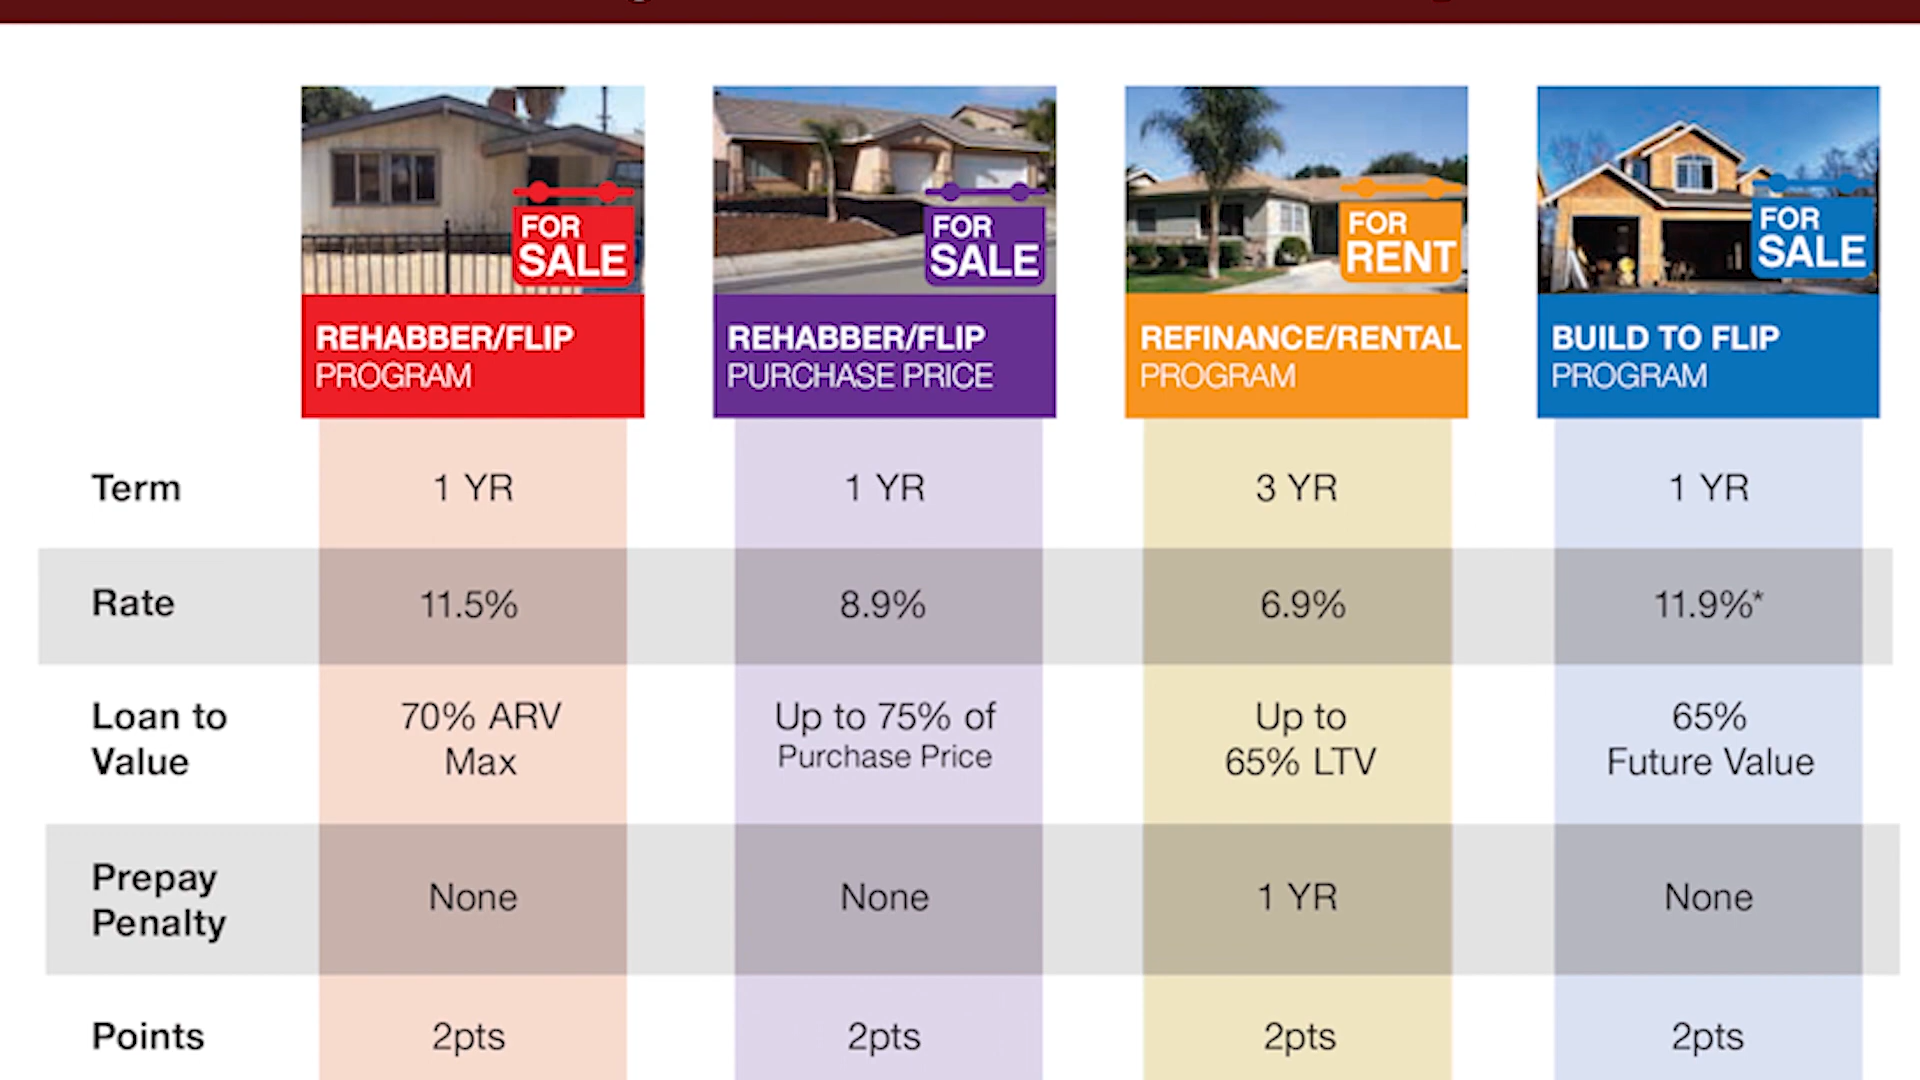 FOR
SALE
FOR
SALE
FOR
RENT
FOR
SALE
REHABBER/FLIP
PROGRAM
REHABBER/FLIP
PURCHASE PRICE
REFINANCE/RENTAL
PROGRAM
BUILD TO FLIP
PROGRAM
Term 1 YR 1 YR 3 YR 1 YR
Rate 11.5% 8.9% 6.9% 11.9%*
Loan to 70% ARV Up to 75% of Up to 65%
Value Max Purchase Price 65% LTV Future Value
Prepay
Penalty None None 1 YR None
Points 2pts 2pts 2pts 2pts